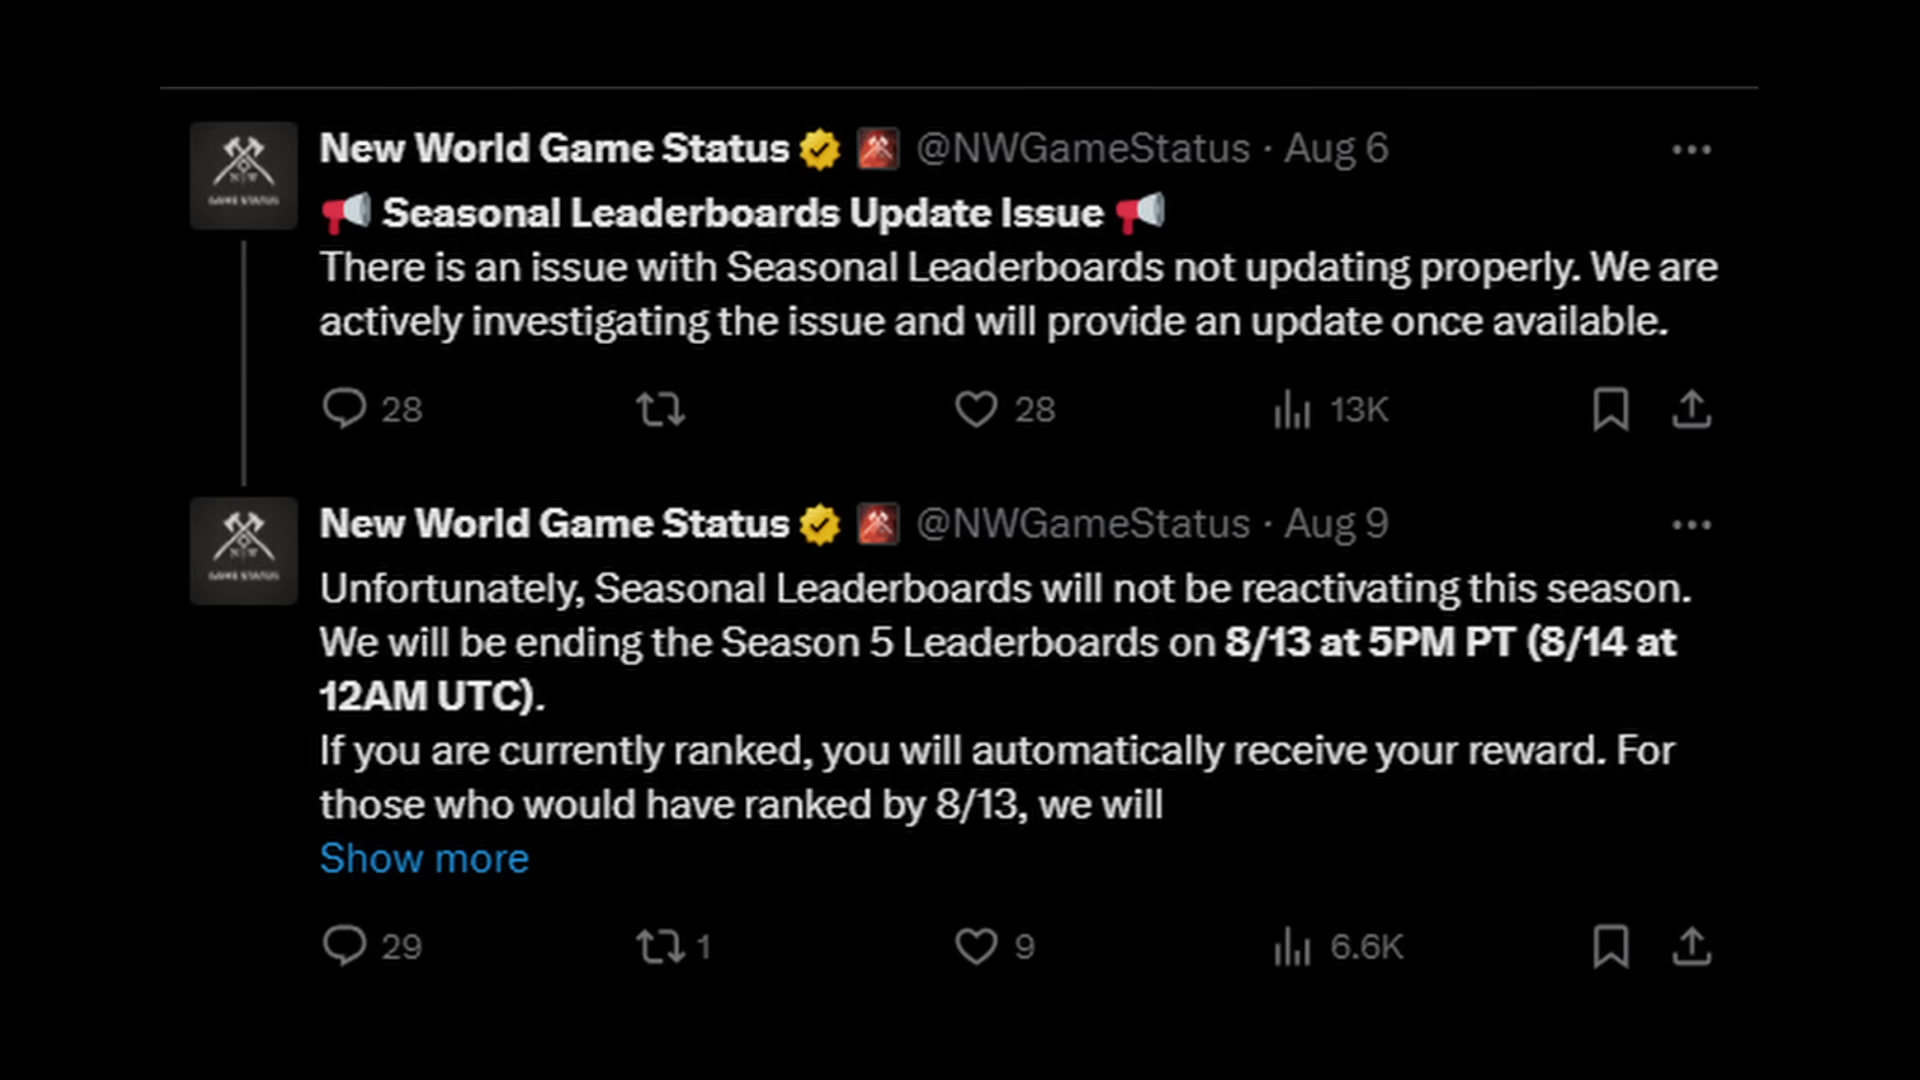 New World Game Status @NWGameStatus · Aug 6
📢 Seasonal Leaderboards Update Issue 📢
There is an issue with Seasonal Leaderboards not updating properly. We are
actively investigating the issue and will provide an update once available.
28 28 13K
GAME STATUS
New World Game Status @NWGameStatus · Aug 9
Unfortunately, Seasonal Leaderboards will not be reactivating this season.
We will be ending the Season 5 Leaderboards on 8/13 at 5PM PT (8/14 at
12AM UTC).
If you are currently ranked, you will automatically receive your reward. For
those who would have ranked by 8/13, we will
Show more
29 1 9 6.6K
GAME STATUS